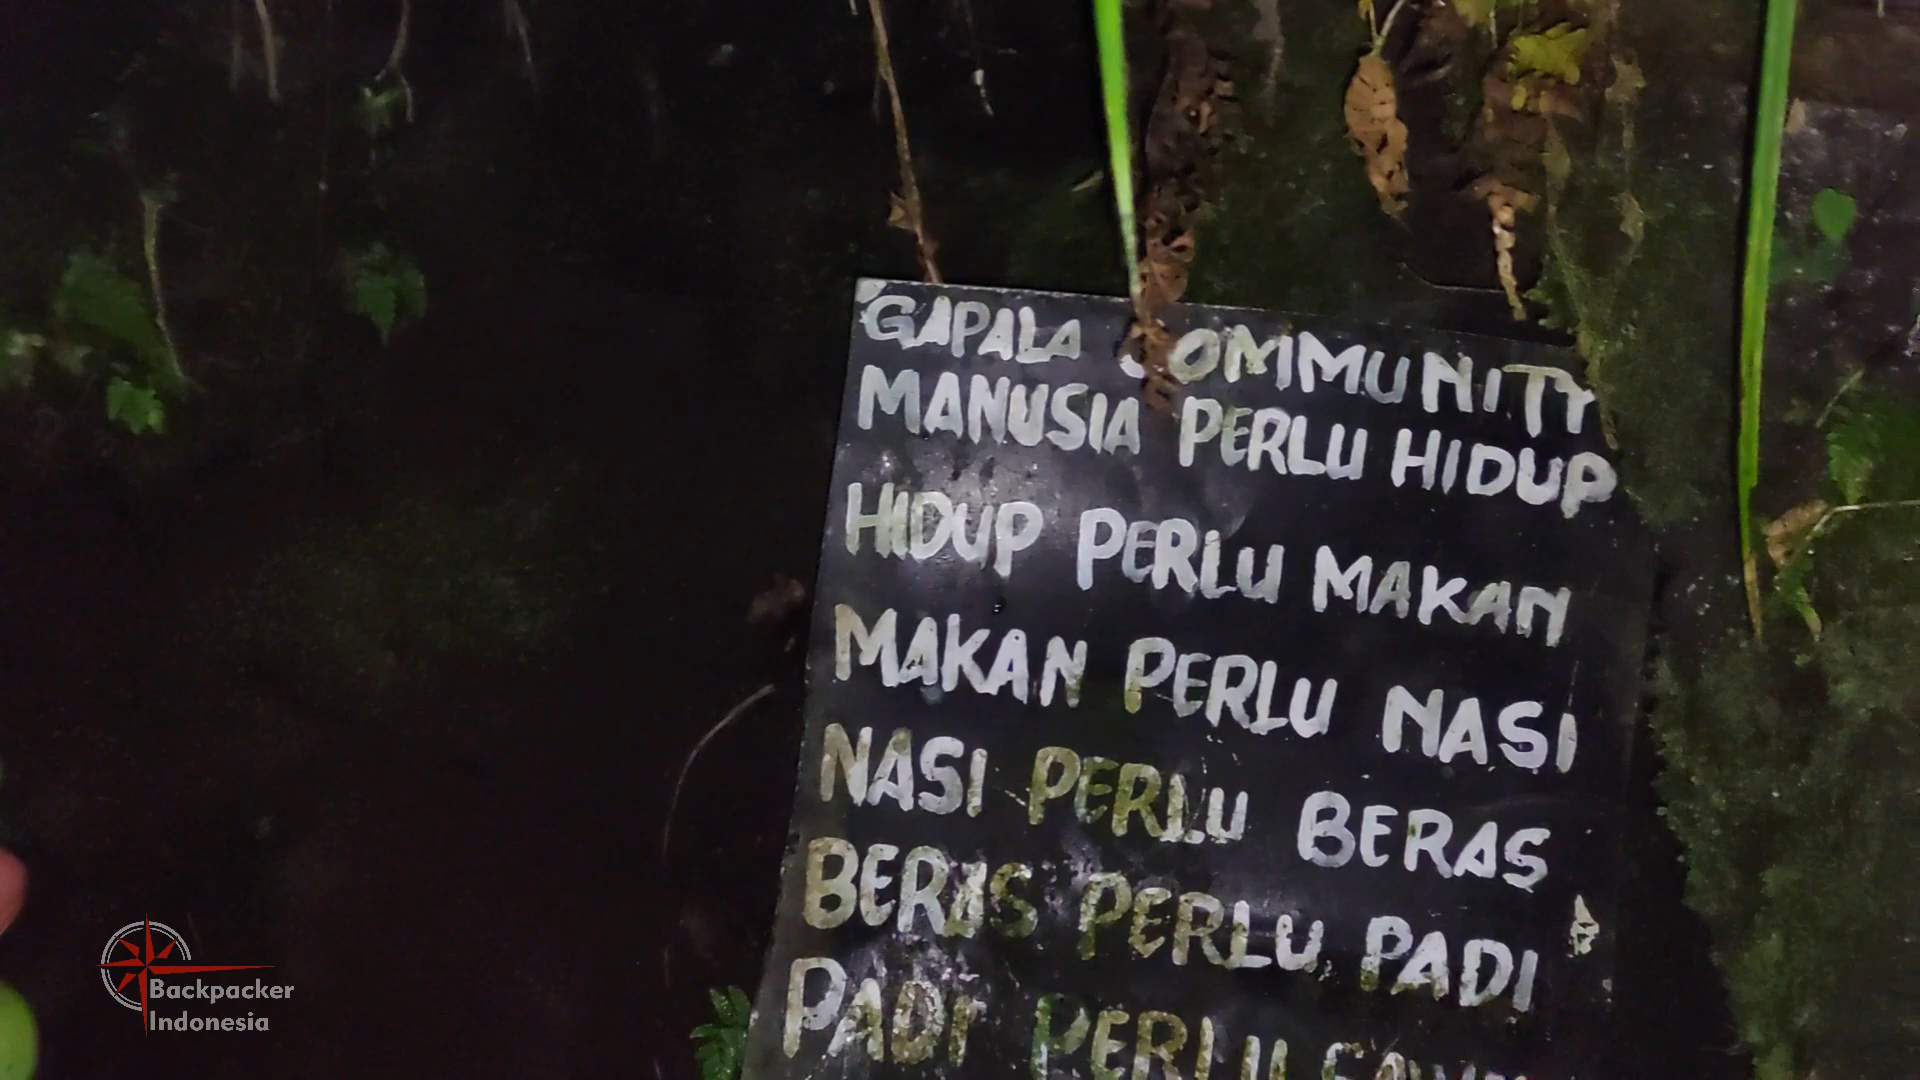 GAPALA COMMUNITY
MANUSIA PERLU HIDUP
HIDUP PERLU MAKAN
MAKAN PERLU NASI
NASI PERLU BERAS
BERAS PERLU PADI
PADI PERLU
Backpacker
Indonesia